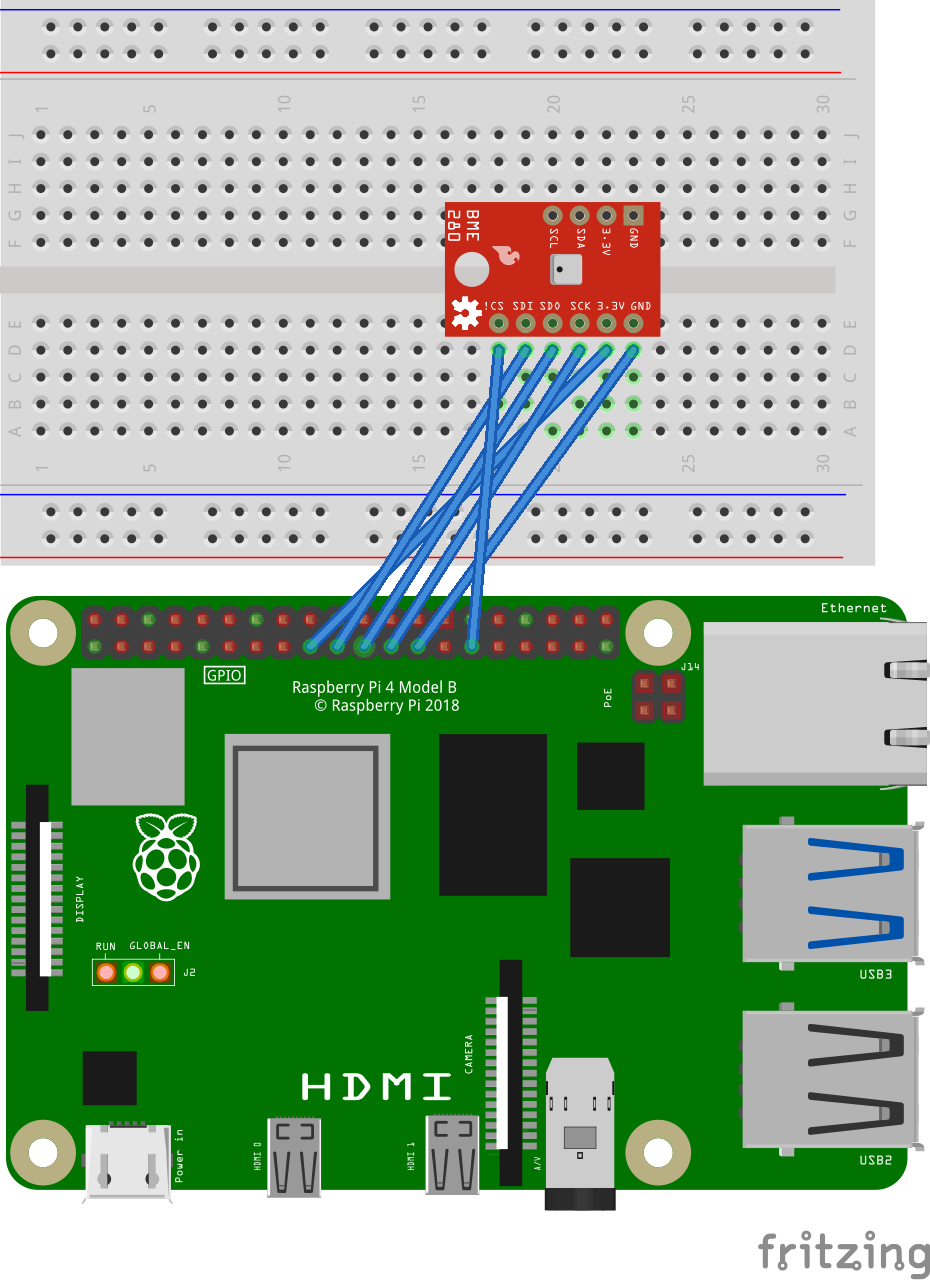 1 5 10 15 20 25 30
J J
I I
H H
G G
F F
BME
280
SCL SDA 3.3V GND
!CS SDI SDO SCK 3.3V GND
E E
D D
C C
B B
A A
1 5 10 15 25 30
Ethernet
GPIO
J14
PoE
Raspberry Pi 4 Model B
© Raspberry Pi 2018
DISPLAY
RUN GLOBAL_EN
J2
USB3
CAMERA
HDMI
Power in
HDMI 0
HDMI 1
A/V
USB2
fritzing